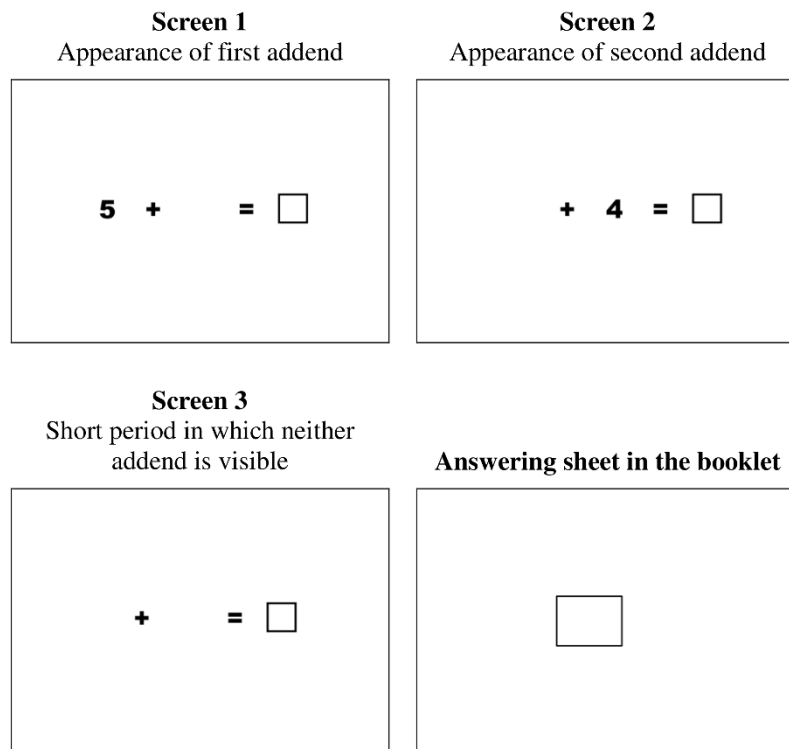 Screen 1
Appearance of first addend
5 + =
Screen 2
Appearance of second addend
+ 4 =
Screen 3
Short period in which neither
addend is visible
+ =
Answering sheet in the booklet